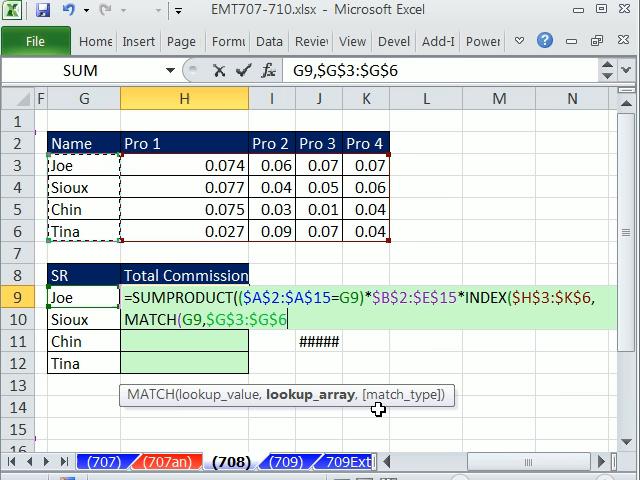 EMT707-710.xlsx - Microsoft Excel
File Home Insert Page Formu Data Revie View Devel Add-I Power
SUM fx G9,$G$3:$G$6
F G H I J K L M N
1
2 Name Pro 1 Pro 2 Pro 3 Pro 4
3 Joe 0.074 0.06 0.07 0.07
4 Sioux 0.077 0.04 0.05 0.06
5 Chin 0.075 0.03 0.01 0.04
6 Tina 0.027 0.09 0.07 0.04
7
8 SR Total Commission
9 Joe =SUMPRODUCT(($A$2:$A$15=G9)*$B$2:$E$15*INDEX($H$3:$K$6,
10 Sioux MATCH(G9,$G$3:$G$6
11 Chin #####
12 Tina
13
MATCH(lookup_value, lookup_array, [match_type])
14
15
16
(707) (707an) (708) (709) 709Ext